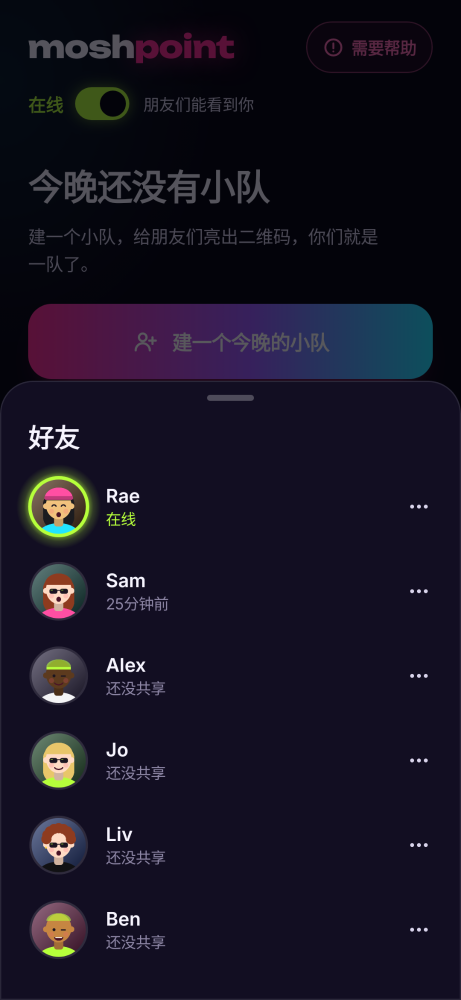 moshpoint
需要帮助
在线
朋友们能看到你
今晚还没有小队
建一个小队，给朋友们亮出二维码，你们就是
一队了。
建一个今晚的小队
好友
Rae
在线
Sam
25分钟前
Alex
还没共享
Jo
还没共享
Liv
还没共享
Ben
还没共享